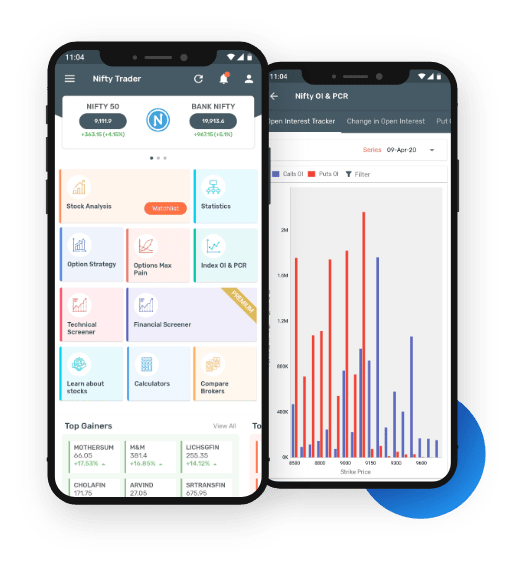 11:04
Nifty Trader
NIFTY 50
9,111.9
+363.15 (+4.15%)
BANK NIFTY
19,913.6
+967.15 (+5.1%)
Stock Analysis
Watchlist
Statistics
Option Strategy
Options Max
Pain
Index OI & PCR
Technical
Screener
Financial Screener
PREMIUM
Learn about
stocks
Calculators
Compare
Brokers
Top Gainers
View All
To
MOTHERSUM
66.05
+17.53%
M&M
381.4
+16.85%
LICHSGFIN
255.35
+14.12%
CHOLAFIN
171.75
ARVIND
27.05
SRTRANSFIN
675.95
11:04
Nifty OI & PCR
Open Interest Tracker
Change in Open Interest
Put
Series 09-Apr-20
Calls OI
Puts OI
Filter
2M
1.6M
1.2M
800K
400K
0K
8500
8800
9000
9150
9300
9600
Strike Price